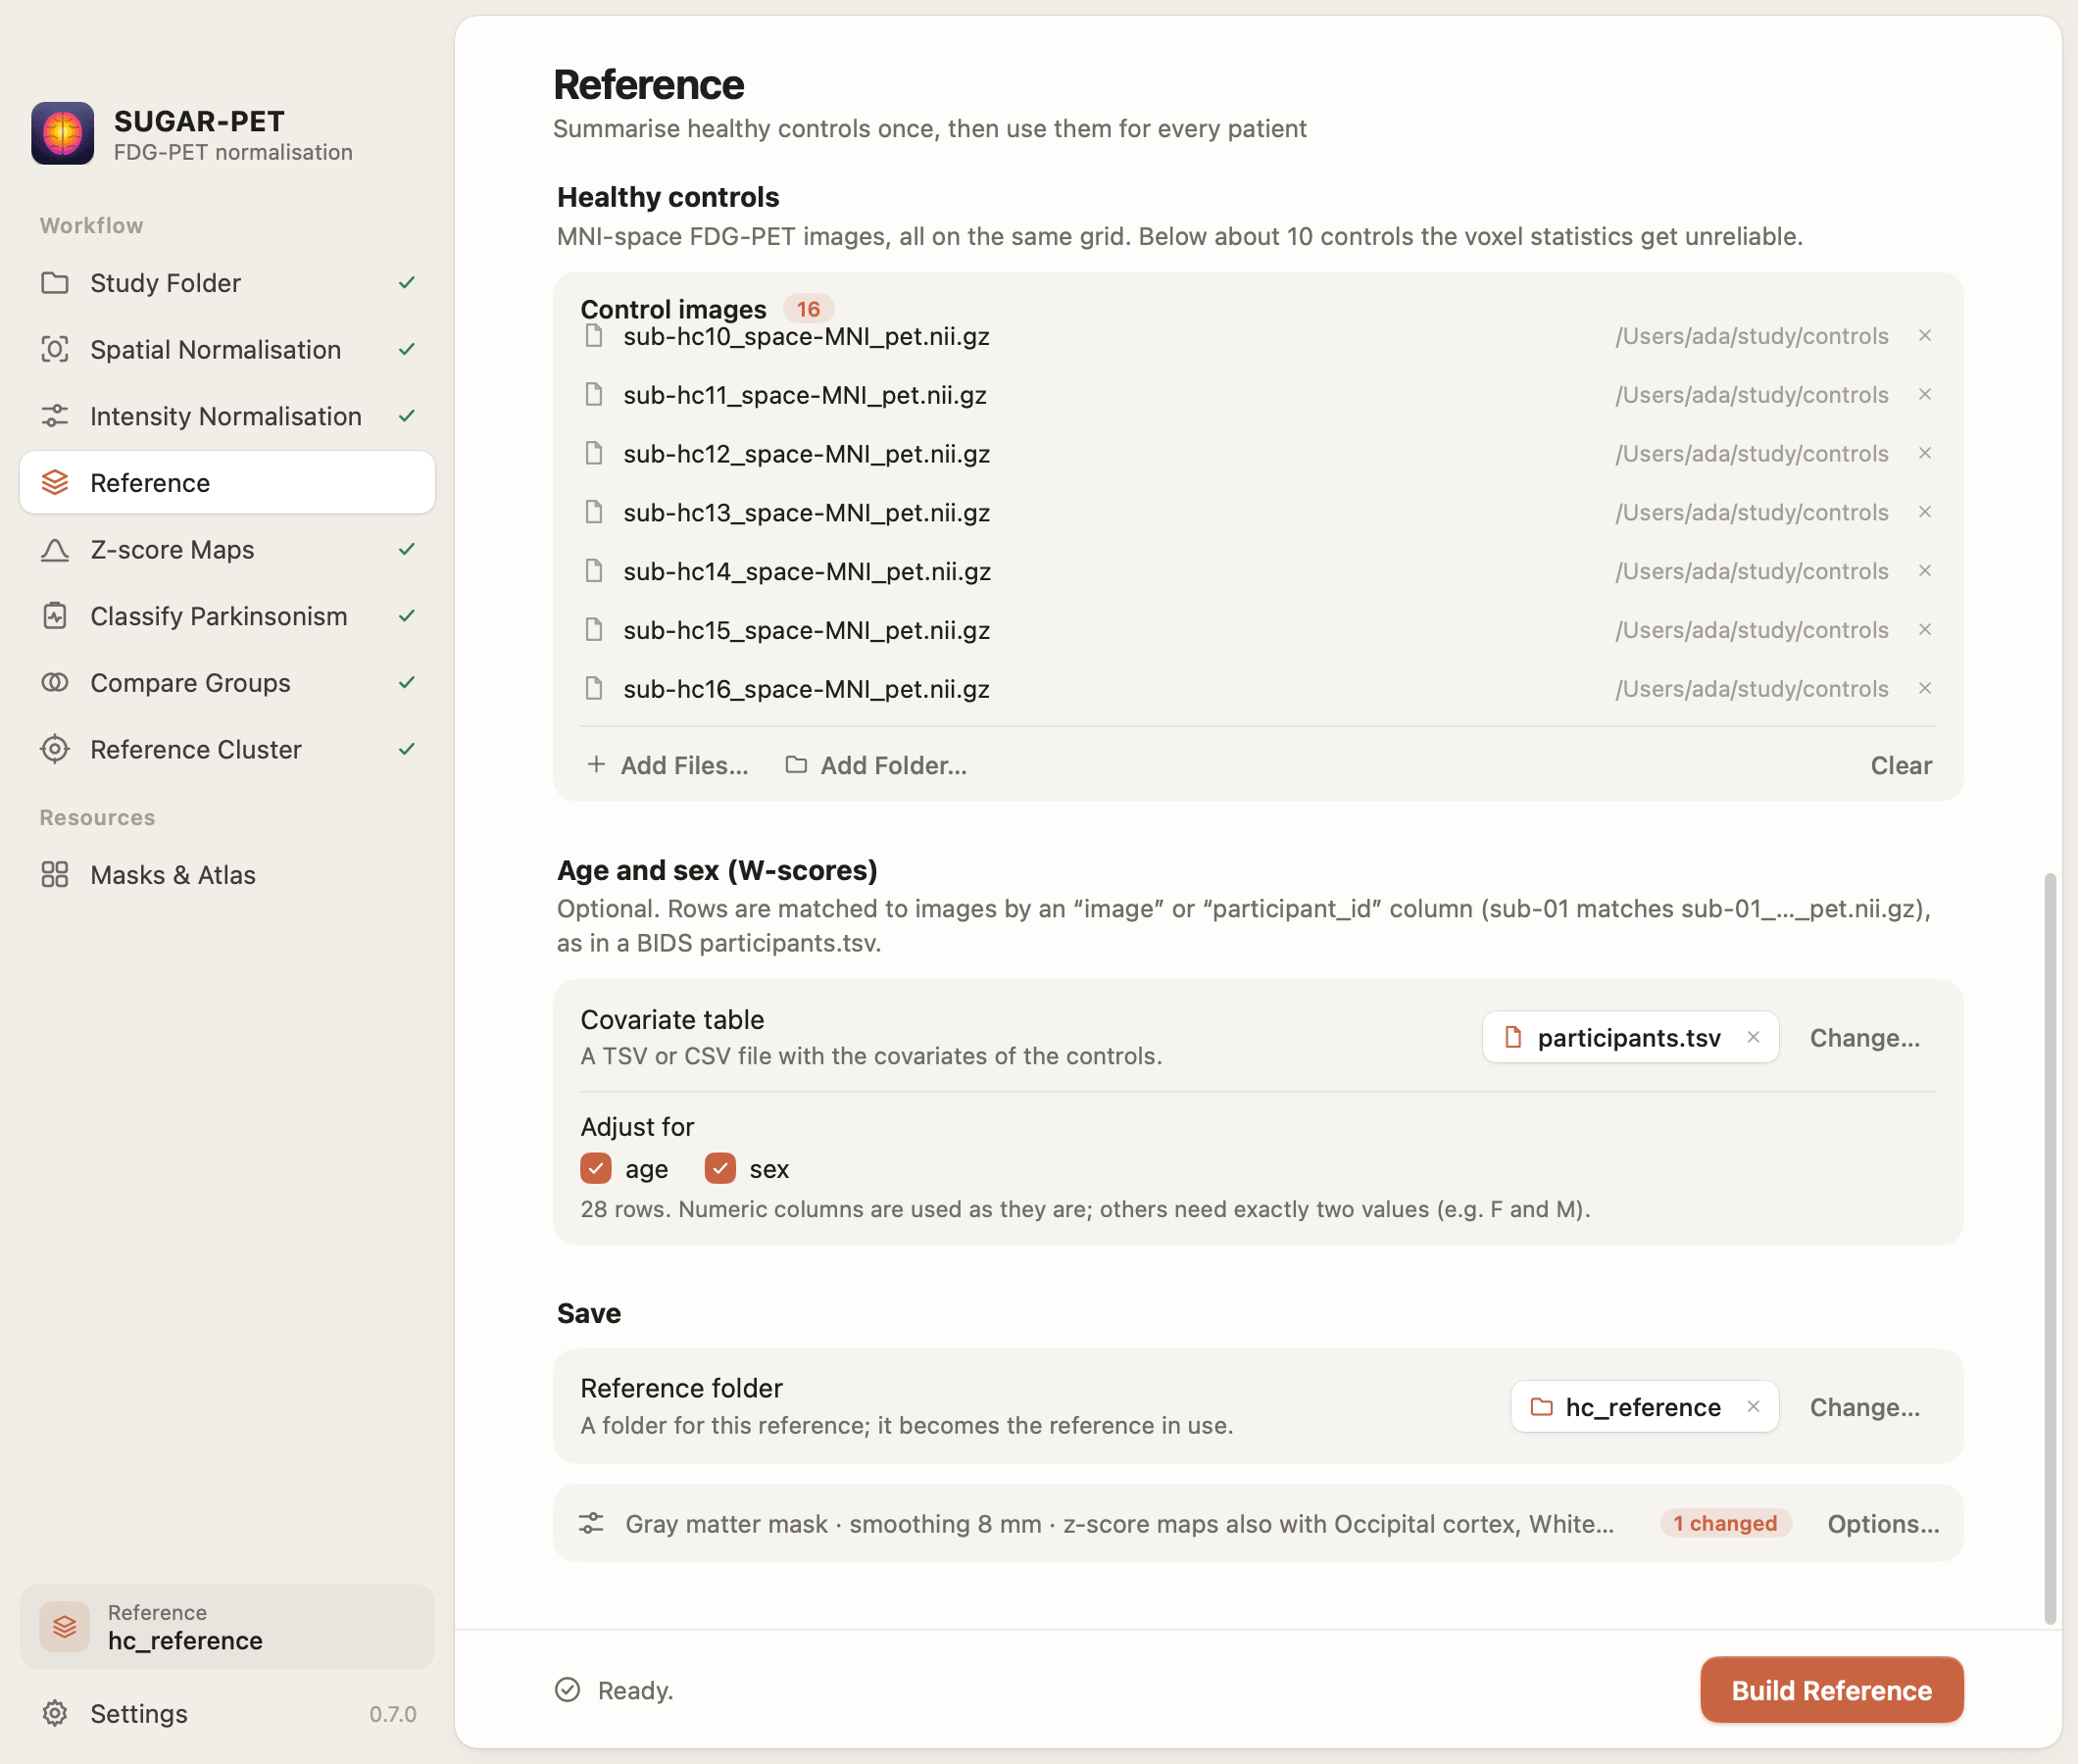 SUGAR-PET
FDG-PET normalisation
Workflow
Study Folder
Spatial Normalisation
Intensity Normalisation
Reference
Z-score Maps
Classify Parkinsonism
Compare Groups
Reference Cluster
Resources
Masks & Atlas
Reference
hc_reference
Settings 0.7.0
Reference
Summarise healthy controls once, then use them for every patient
Healthy controls
MNI-space FDG-PET images, all on the same grid. Below about 10 controls the voxel statistics get unreliable.
Control images 16
sub-hc10_space-MNI_pet.nii.gz /Users/ada/study/controls
sub-hc11_space-MNI_pet.nii.gz /Users/ada/study/controls
sub-hc12_space-MNI_pet.nii.gz /Users/ada/study/controls
sub-hc13_space-MNI_pet.nii.gz /Users/ada/study/controls
sub-hc14_space-MNI_pet.nii.gz /Users/ada/study/controls
sub-hc15_space-MNI_pet.nii.gz /Users/ada/study/controls
sub-hc16_space-MNI_pet.nii.gz /Users/ada/study/controls
Add Files... Add Folder... Clear
Age and sex (W-scores)
Optional. Rows are matched to images by an “image” or “participant_id” column (sub-01 matches sub-01_..._pet.nii.gz),
as in a BIDS participants.tsv.
Covariate table
A TSV or CSV file with the covariates of the controls.
participants.tsv Change...
Adjust for
age sex
28 rows. Numeric columns are used as they are; others need exactly two values (e.g. F and M).
Save
Reference folder
A folder for this reference; it becomes the reference in use.
hc_reference Change...
Gray matter mask · smoothing 8 mm · z-score maps also with Occipital cortex, White... 1 changed Options...
Ready. Build Reference